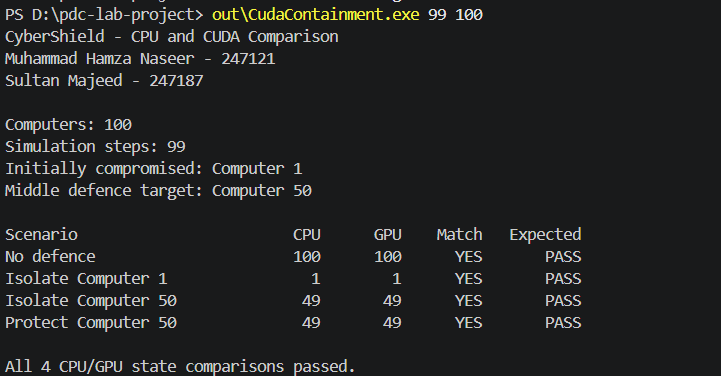 PS D:\pdc-lab-project> out\CudaContainment.exe 99 100
CyberShield - CPU and CUDA Comparison
Muhammad Hamza Naseer - 247121
Sultan Majeed - 247187
Computers: 100
Simulation steps: 99
Initially compromised: Computer 1
Middle defence target: Computer 50
Scenario CPU GPU Match Expected
No defence 100 100 YES PASS
Isolate Computer 1 1 1 YES PASS
Isolate Computer 50 49 49 YES PASS
Protect Computer 50 49 49 YES PASS
All 4 CPU/GPU state comparisons passed.